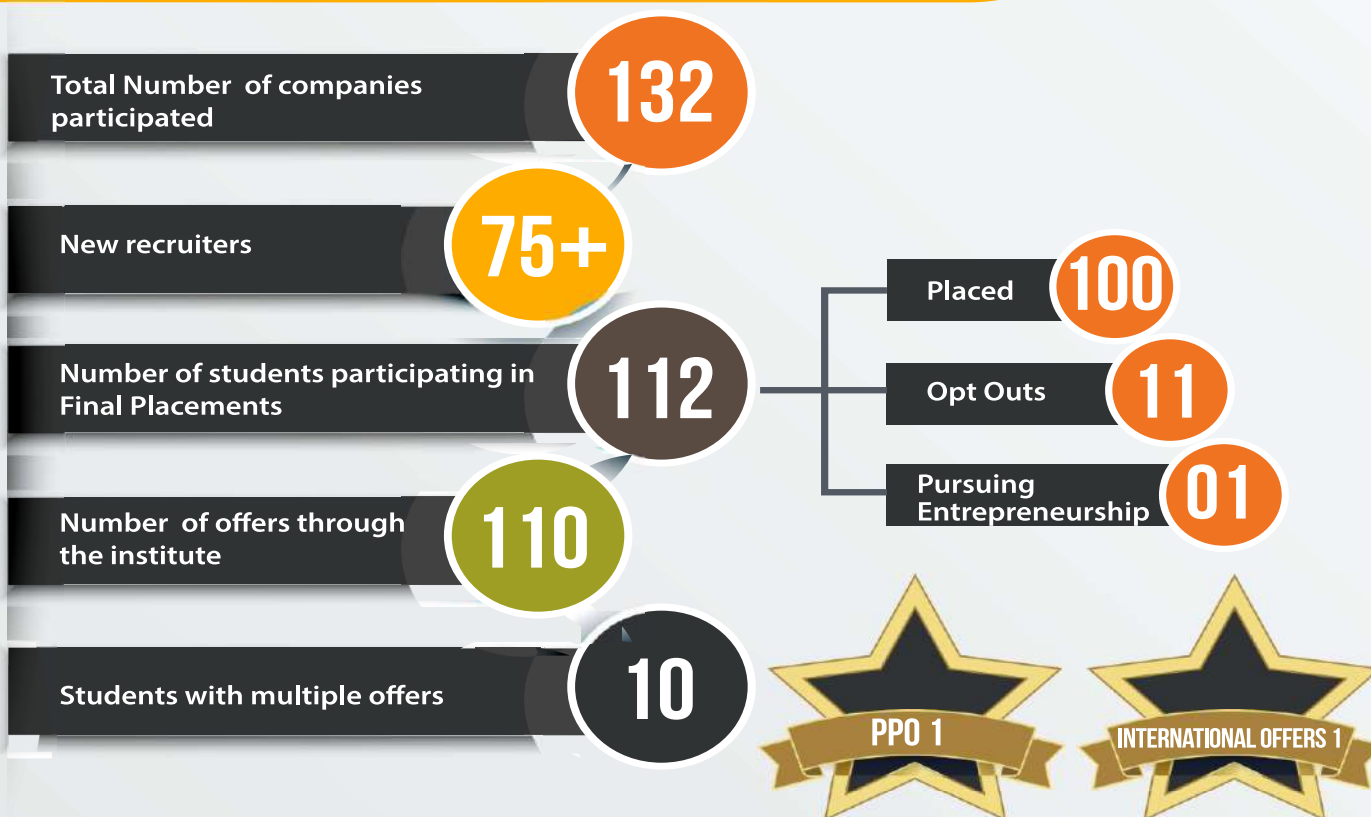 Total Number of companies
participated
132
New recruiters
75+
Number of students participating in
Final Placements
112
Placed
100
Opt Outs
11
Pursuing
Entrepreneurship
01
Number of offers through
the institute
110
Students with multiple offers
10
PPO 1
INTERNATIONAL OFFERS 1